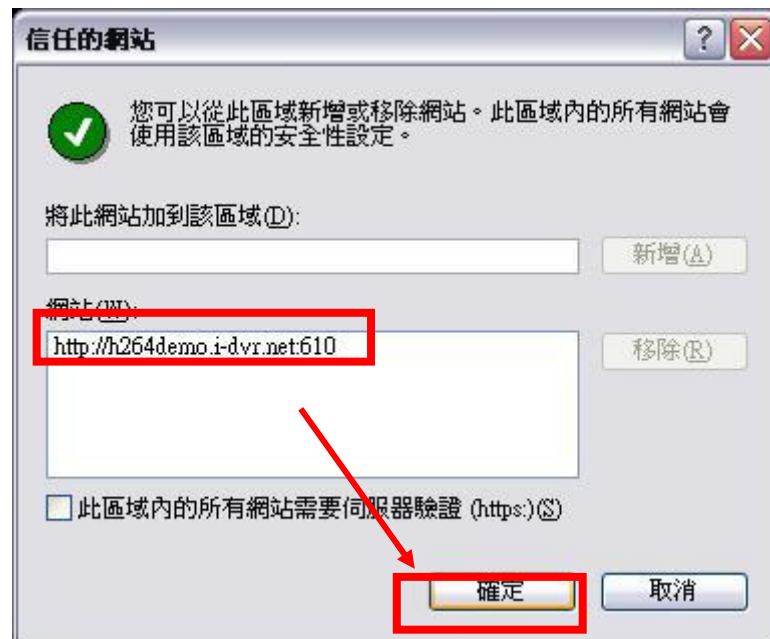 信任的網站
您可以從此區域新增或移除網站。此區域內的所有網站會
使用該區域的安全性設定。
將此網站加到該區域(D):
新增(A)
網站(W):
http://h264demo.i-dvr.net:610
移除(R)
此區域內的所有網站需要伺服器驗證 (https:)(S)
確定
取消